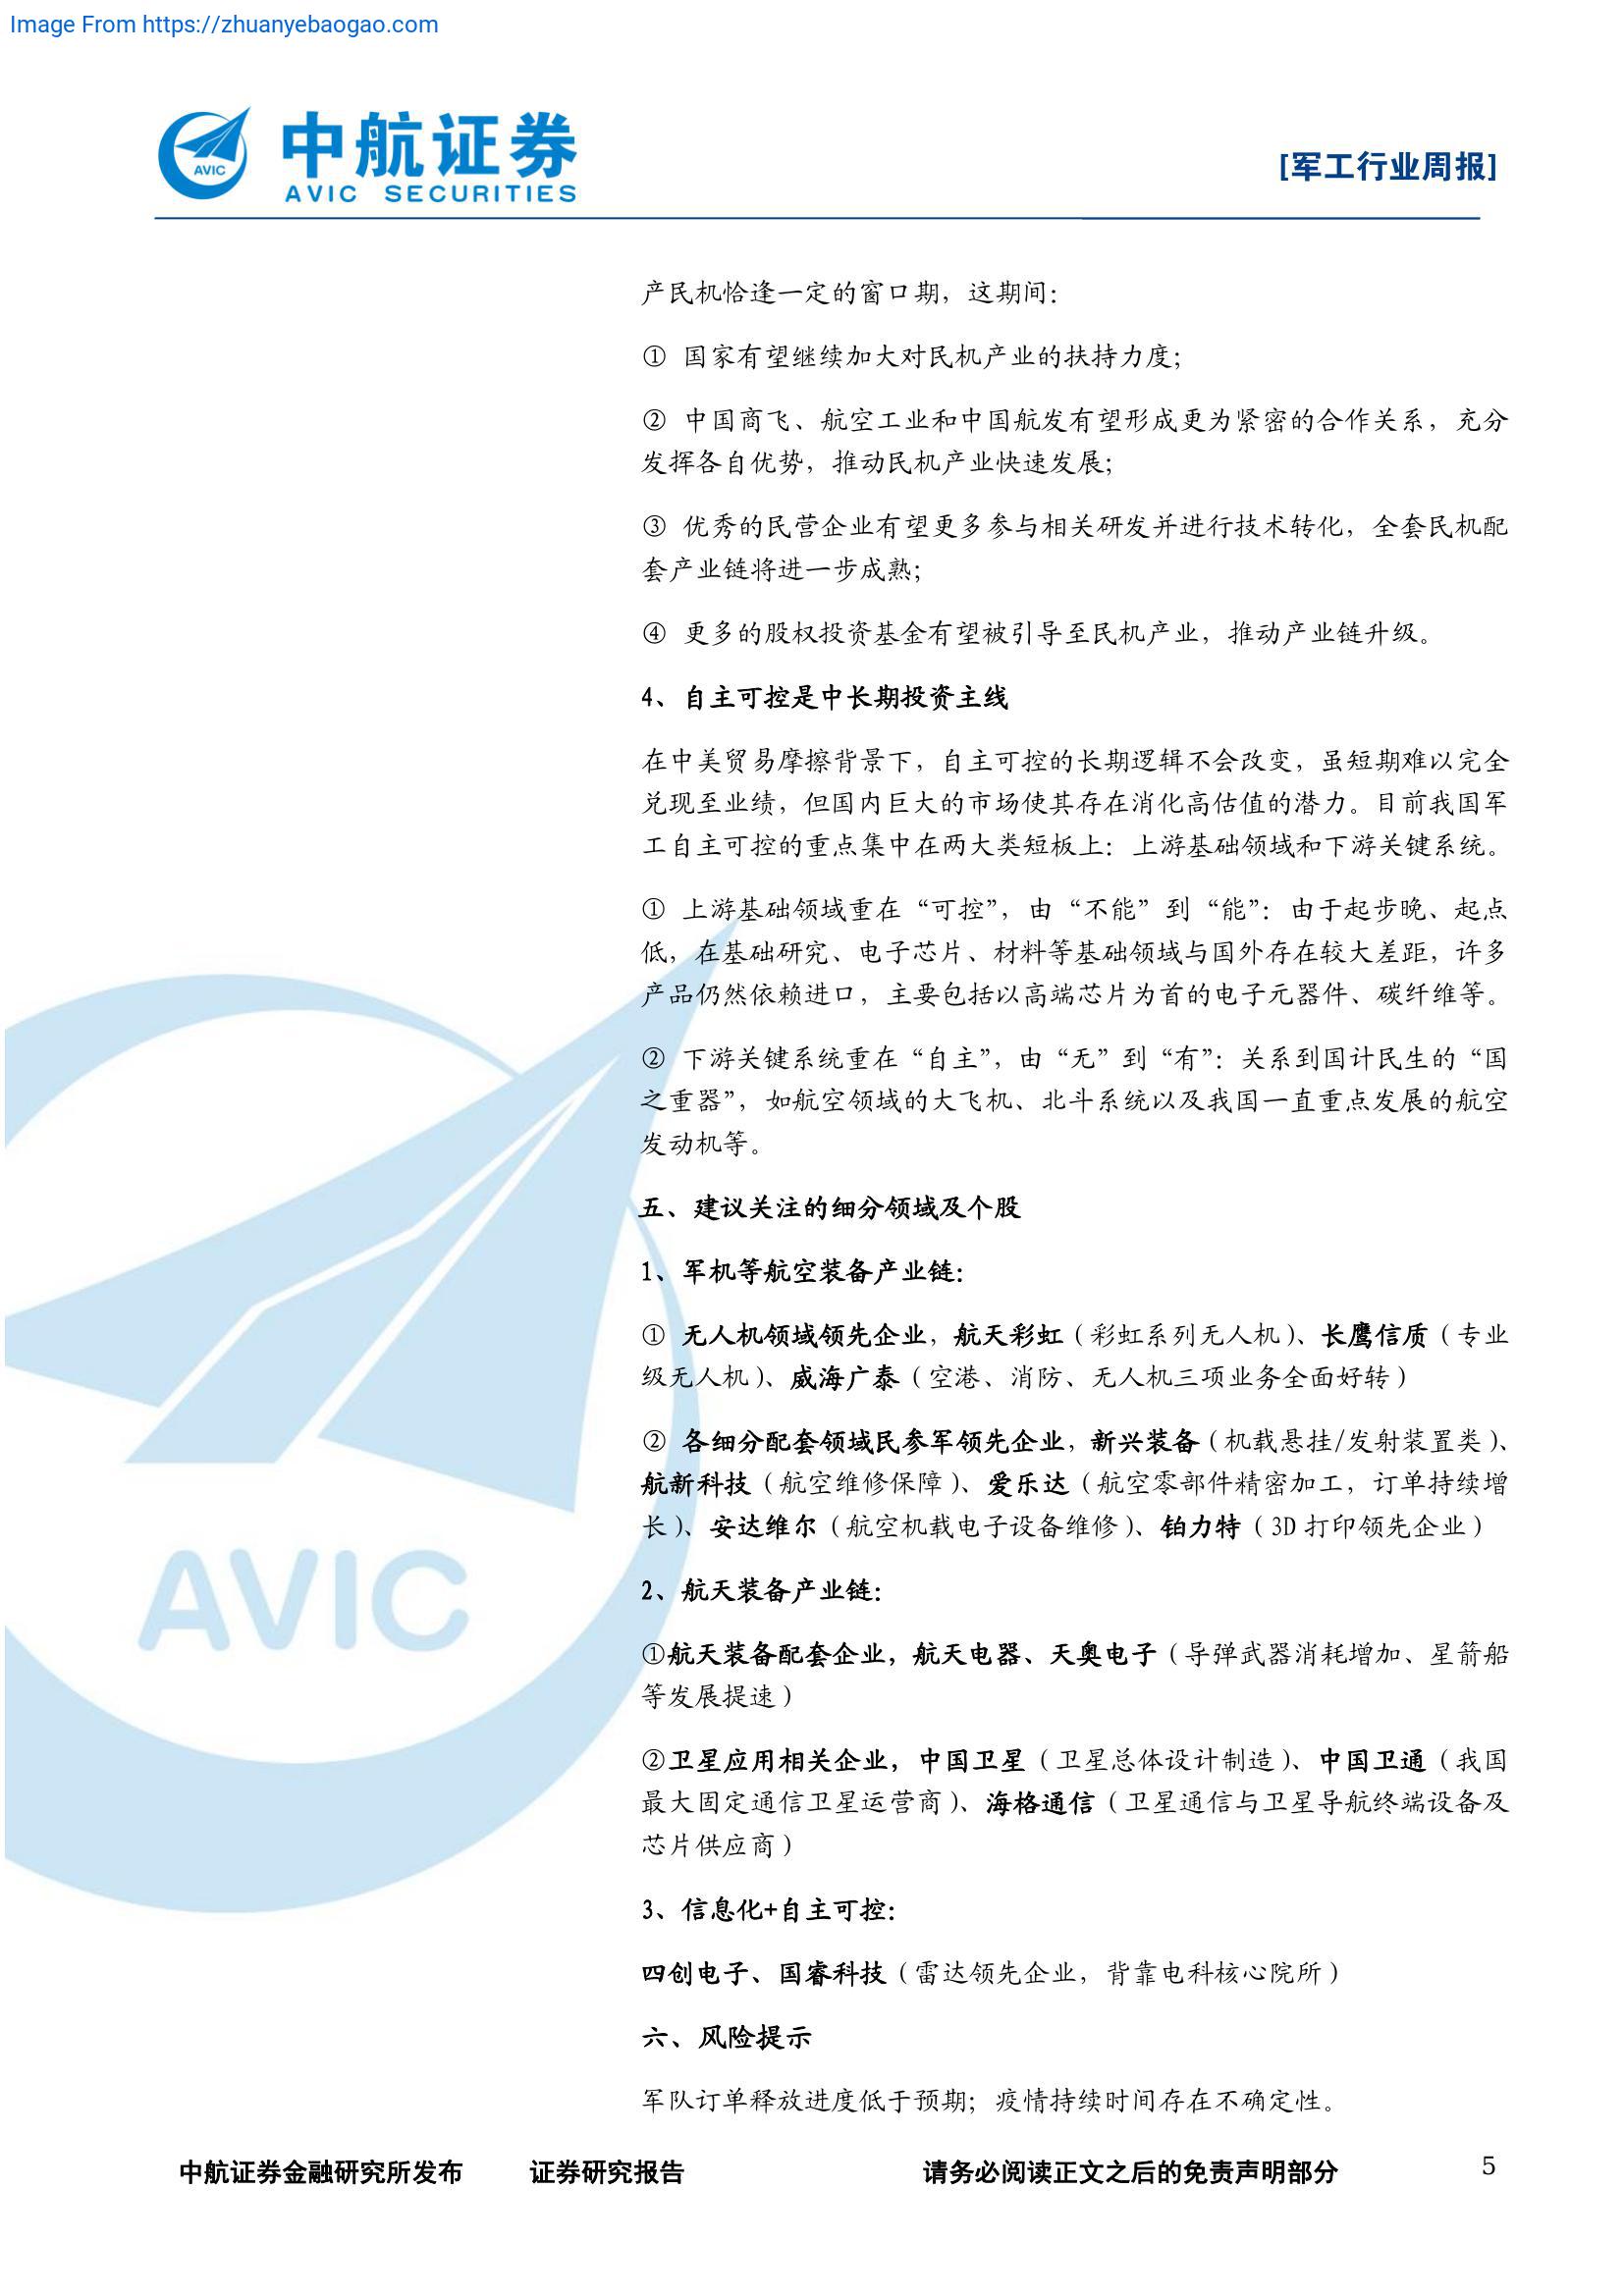 Image From https://zhuanyebaogao.com
AVIC
中航证券
AVIC SECURITIES
[军工行业周报]
产民机恰逢一定的窗口期，这期间：
① 国家有望继续加大对民机产业的扶持力度；
② 中国商飞、航空工业和中国航发有望形成更为紧密的合作关系，充分
发挥各自优势，推动民机产业快速发展；
③ 优秀的民营企业有望更多参与相关研发并进行技术转化，全套民机配
套产业链将进一步成熟；
④ 更多的股权投资基金有望被引导至民机产业，推动产业链升级。
4、自主可控是中长期投资主线
在中美贸易摩擦背景下，自主可控的长期逻辑不会改变，虽短期难以完全
兑现至业绩，但国内巨大的市场使其存在消化高估值的潜力。目前我国军
工自主可控的重点集中在两大类短板上：上游基础领域和下游关键系统。
① 上游基础领域重在“可控”，由“不能”到“能”：由于起步晚、起点
低，在基础研究、电子芯片、材料等基础领域与国外存在较大差距，许多
产品仍然依赖进口，主要包括以高端芯片为首的电子元器件、碳纤维等。
② 下游关键系统重在“自主”，由“无”到“有”：关系到国计民生的“国
之重器”，如航空领域的大飞机、北斗系统以及我国一直重点发展的航空
发动机等。
五、建议关注的细分领域及个股
1、军机等航空装备产业链：
① 无人机领域领先企业，航天彩虹（彩虹系列无人机）、长鹰信质（专业
级无人机）、威海广泰（空港、消防、无人机三项业务全面好转）
② 各细分配套领域民参军领先企业，新兴装备（机载悬挂/发射装置类）、
航新科技（航空维修保障）、爱乐达（航空零部件精密加工，订单持续增
长）、安达维尔（航空机载电子设备维修）、铂力特（3D 打印领先企业）
2、航天装备产业链：
①航天装备配套企业，航天电器、天奥电子（导弹武器消耗增加、星箭船
等发展提速）
②卫星应用相关企业，中国卫星（卫星总体设计制造）、中国卫通（我国
最大固定通信卫星运营商）、海格通信（卫星通信与卫星导航终端设备及
芯片供应商）
3、信息化+自主可控：
四创电子、国睿科技（雷达领先企业，背靠电科核心院所）
六、风险提示
军队订单释放进度低于预期；疫情持续时间存在不确定性。
AVIC
中航证券金融研究所发布 证券研究报告 请务必阅读正文之后的免责声明部分 5